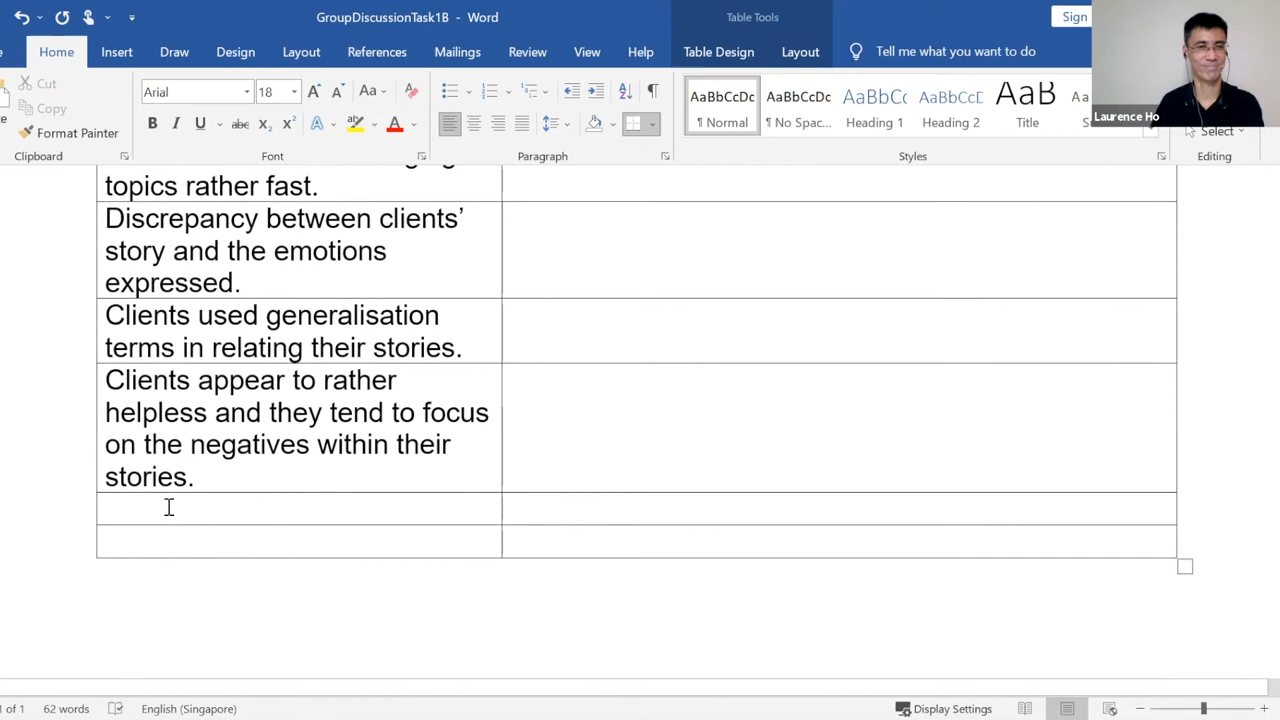 GroupDiscussionTask1B - Word
Table Tools
Sign
Home
Insert
Draw
Design
Layout
References
Mailings
Review
View
Help
Table Design
Layout
Tell me what you want to do
Laurence Ho
Cut
Copy
Format Painter
Clipboard
Arial
18
Font
Paragraph
AaBbCcDc
¶ Normal
AaBbCcDc
¶ No Spac...
AaBbCc
Heading 1
AaBbCcD
Heading 2
AaB
Title
Styles
Select
Editing
topics rather fast.
Discrepancy between clients’
story and the emotions
expressed.
Clients used generalisation
terms in relating their stories.
Clients appear to rather
helpless and they tend to focus
on the negatives within their
stories.
1 of 1
62 words
English (Singapore)
Display Settings